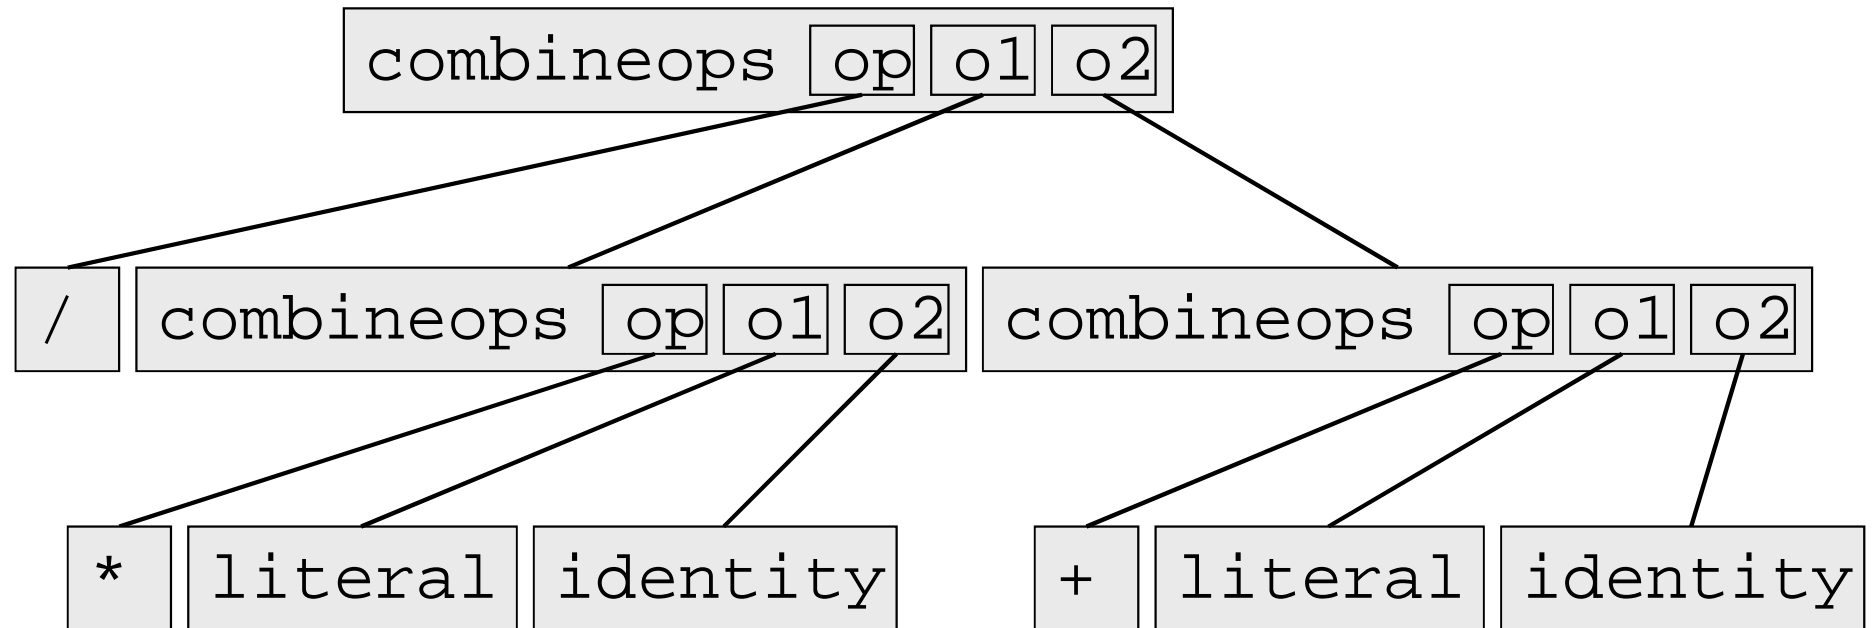 combineops op o1 o2
/ combineops op o1 o2 combineops op o1 o2
* literal identity + literal identity